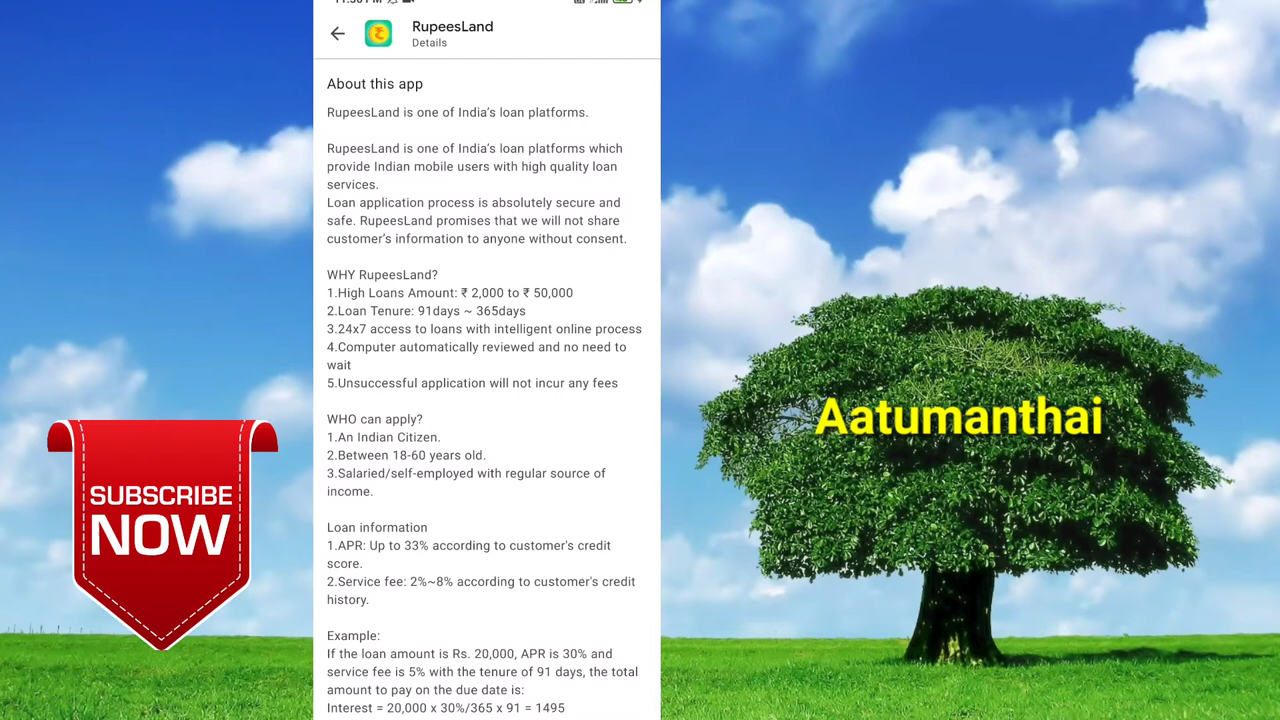 RupeesLand
Details
About this app
RupeesLand is one of India’s loan platforms.
RupeesLand is one of India’s loan platforms which
provide Indian mobile users with high quality loan
services.
Loan application process is absolutely secure and
safe. RupeesLand promises that we will not share
customer’s information to anyone without consent.
WHY RupeesLand?
1.High Loans Amount: ₹ 2,000 to ₹ 50,000
2.Loan Tenure: 91days ~ 365days
3.24x7 access to loans with intelligent online process
4.Computer automatically reviewed and no need to
wait
5.Unsuccessful application will not incur any fees
WHO can apply?
1.An Indian Citizen.
2.Between 18-60 years old.
3.Salaried/self-employed with regular source of
income.
Loan information
1.APR: Up to 33% according to customer's credit
score.
2.Service fee: 2%~8% according to customer's credit
history.
Example:
If the loan amount is Rs. 20,000, APR is 30% and
service fee is 5% with the tenure of 91 days, the total
amount to pay on the due date is:
Interest = 20,000 x 30%/365 x 91 = 1495
SUBSCRIBE
NOW
Aatumanthai